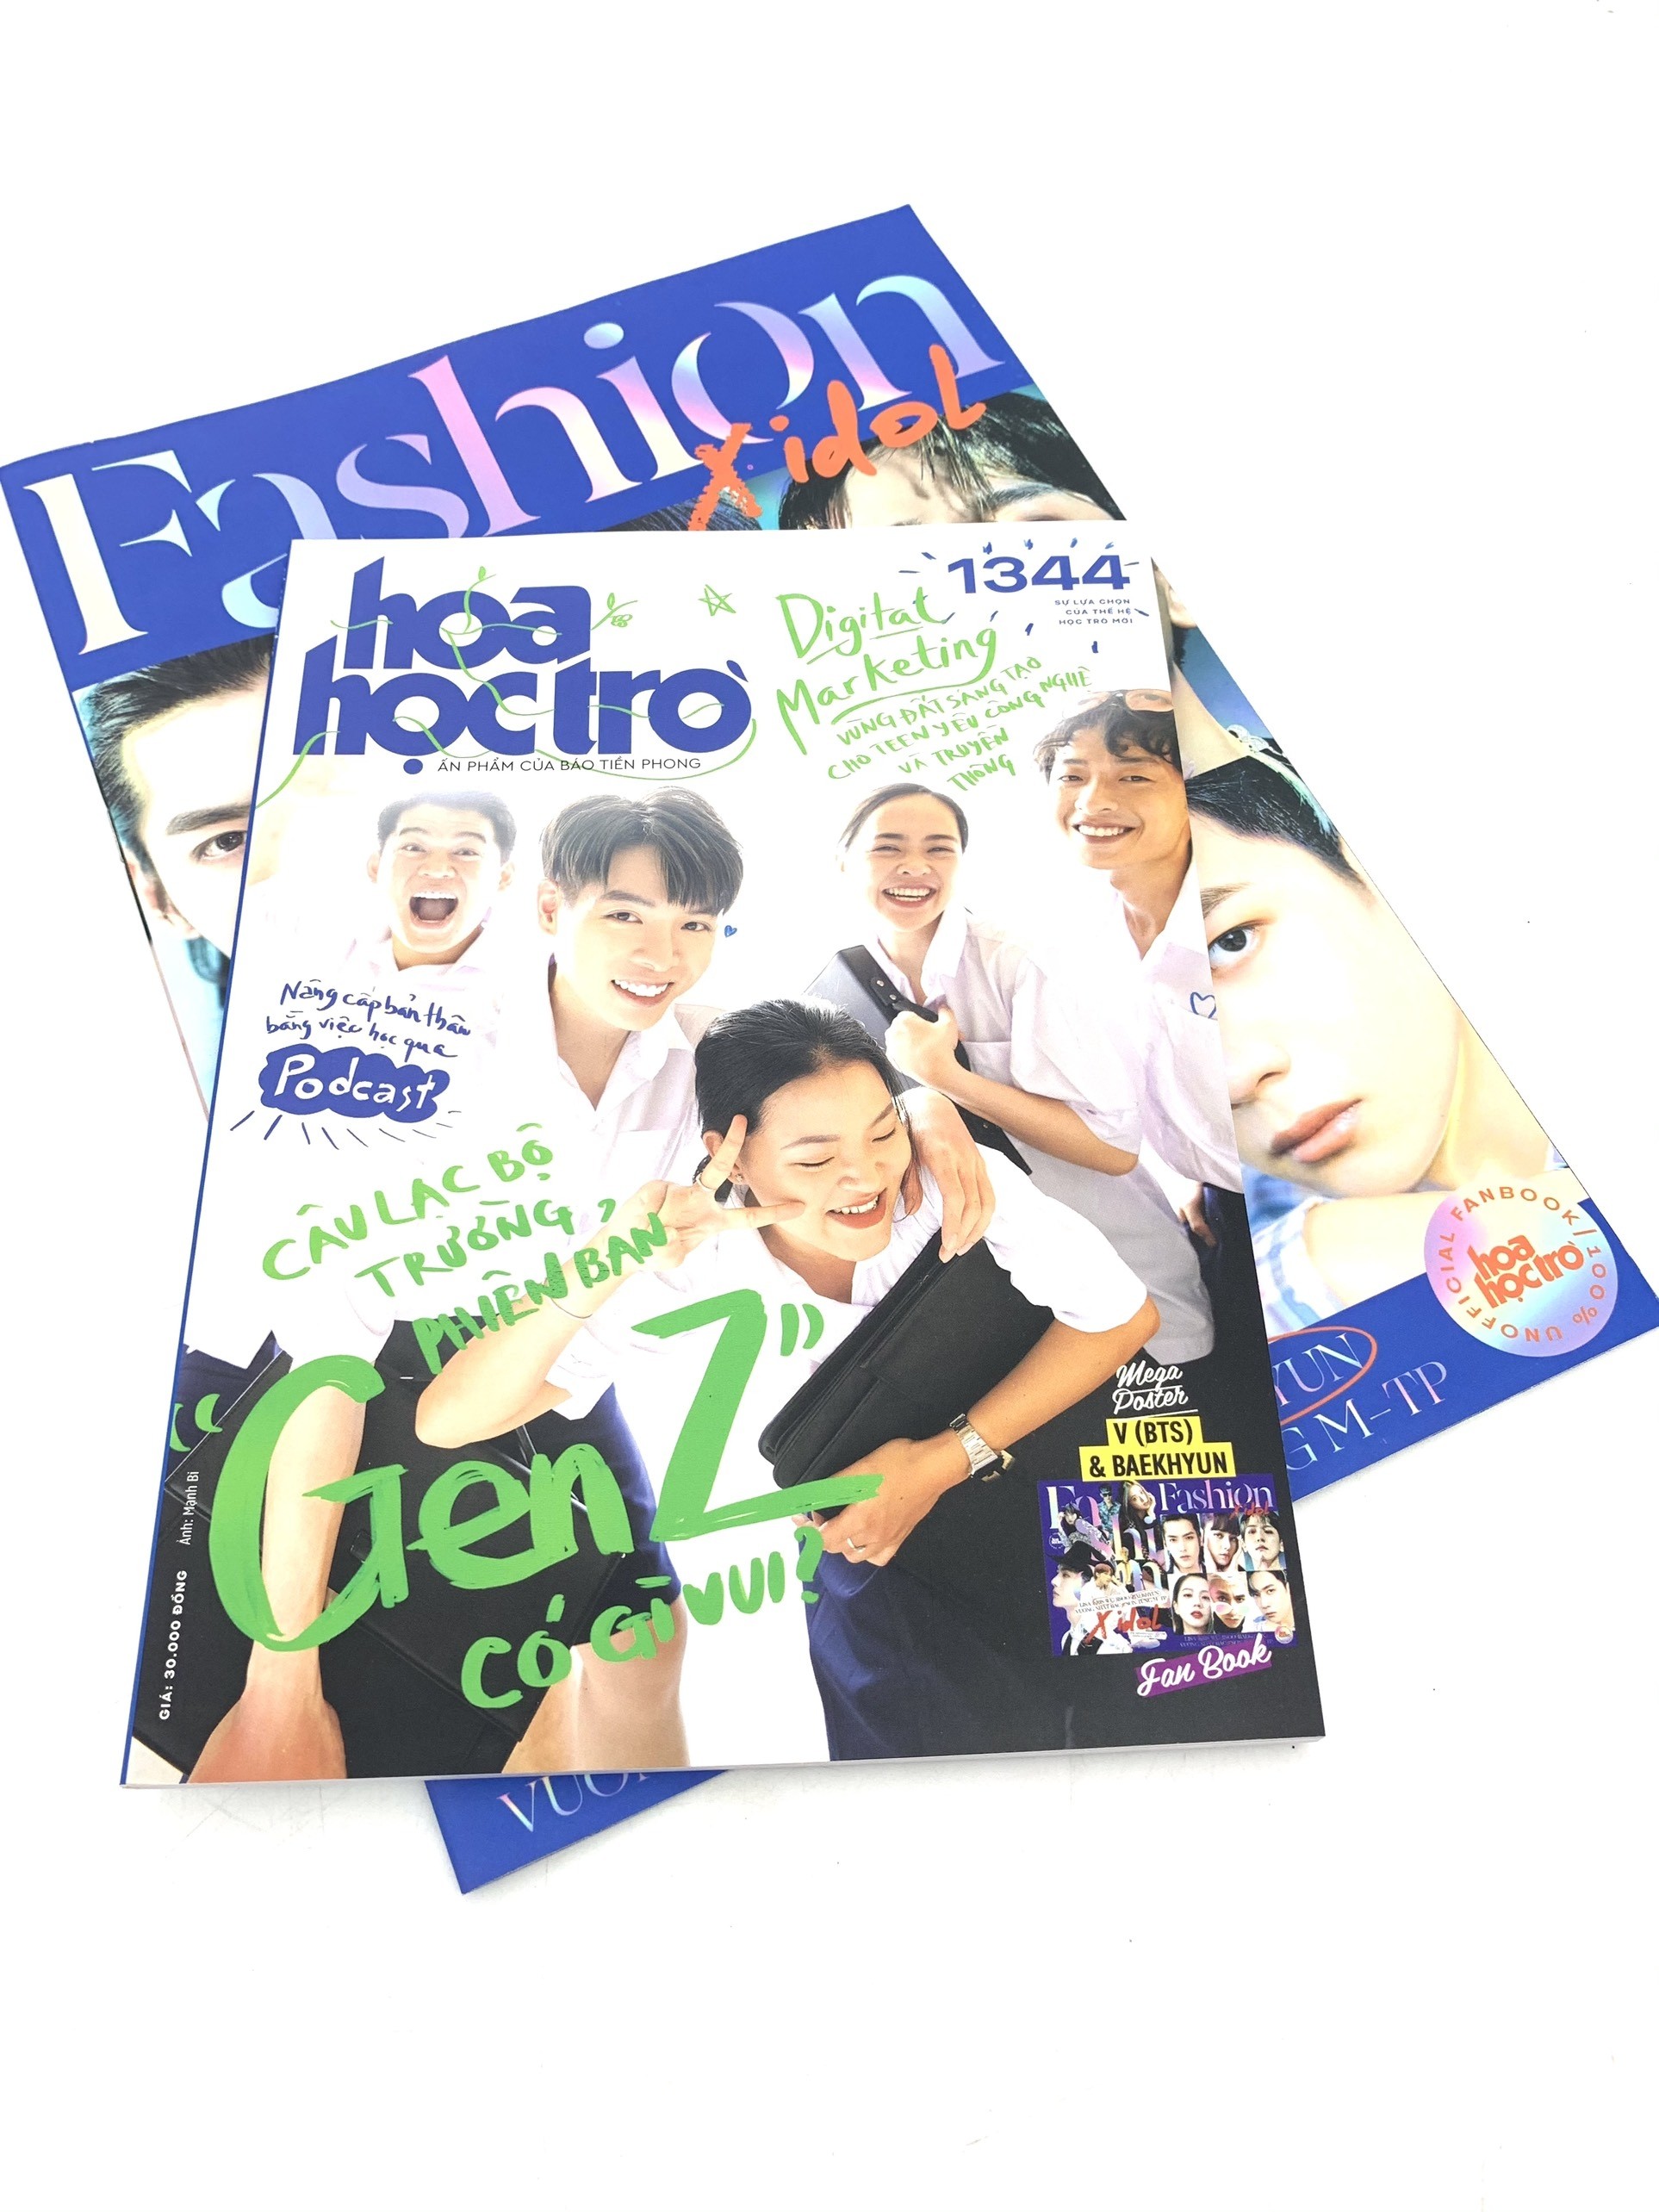 Fashion
X idol
hoa
học trò
ẤN PHẨM CỦA BÁO TIỀN PHONG
1344
SỰ LỰA CHỌN
CỦA THẾ HỆ
HỌC TRÒ MỚI
Digital
Marketing
VÙNG ĐẤT SÁNG TẠO
CHO TEEN YÊU CÔNG NGHỆ
VÀ TRUYỀN
THÔNG
Nâng cấp bản thân
bằng việc học qua
Podcast
CÂU LẠC BỘ
TRƯỜNG,
PHIÊN BẢN
"Gen Z"
CÓ GÌ VUI?
Mega
Poster
V (BTS)
& BAEKHYUN
Fashion
X idol
Fan Book
GIÁ: 30.000 ĐỒNG
Ảnh: Mạnh Bi
UNOFFICIAL FANBOOK / 100%
hoa
học trò
YUN
G M-TP